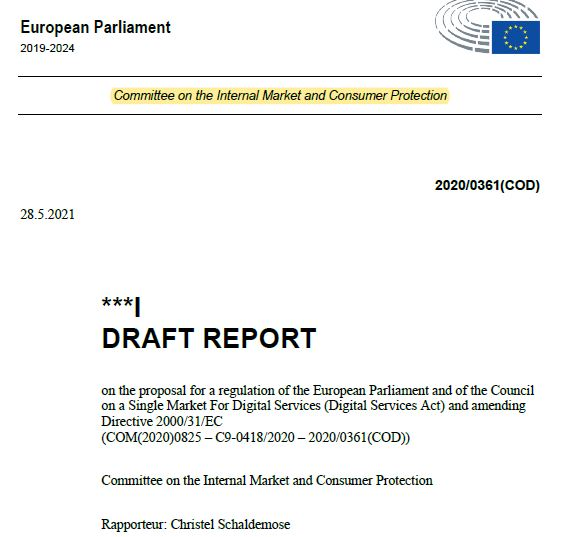 European Parliament
2019-2024
Committee on the Internal Market and Consumer Protection
2020/0361(COD)
28.5.2021
***I
DRAFT REPORT
on the proposal for a regulation of the European Parliament and of the Council
on a Single Market For Digital Services (Digital Services Act) and amending
Directive 2000/31/EC
(COM(2020)0825 – C9-0418/2020 – 2020/0361(COD))
Committee on the Internal Market and Consumer Protection
Rapporteur: Christel Schaldemose